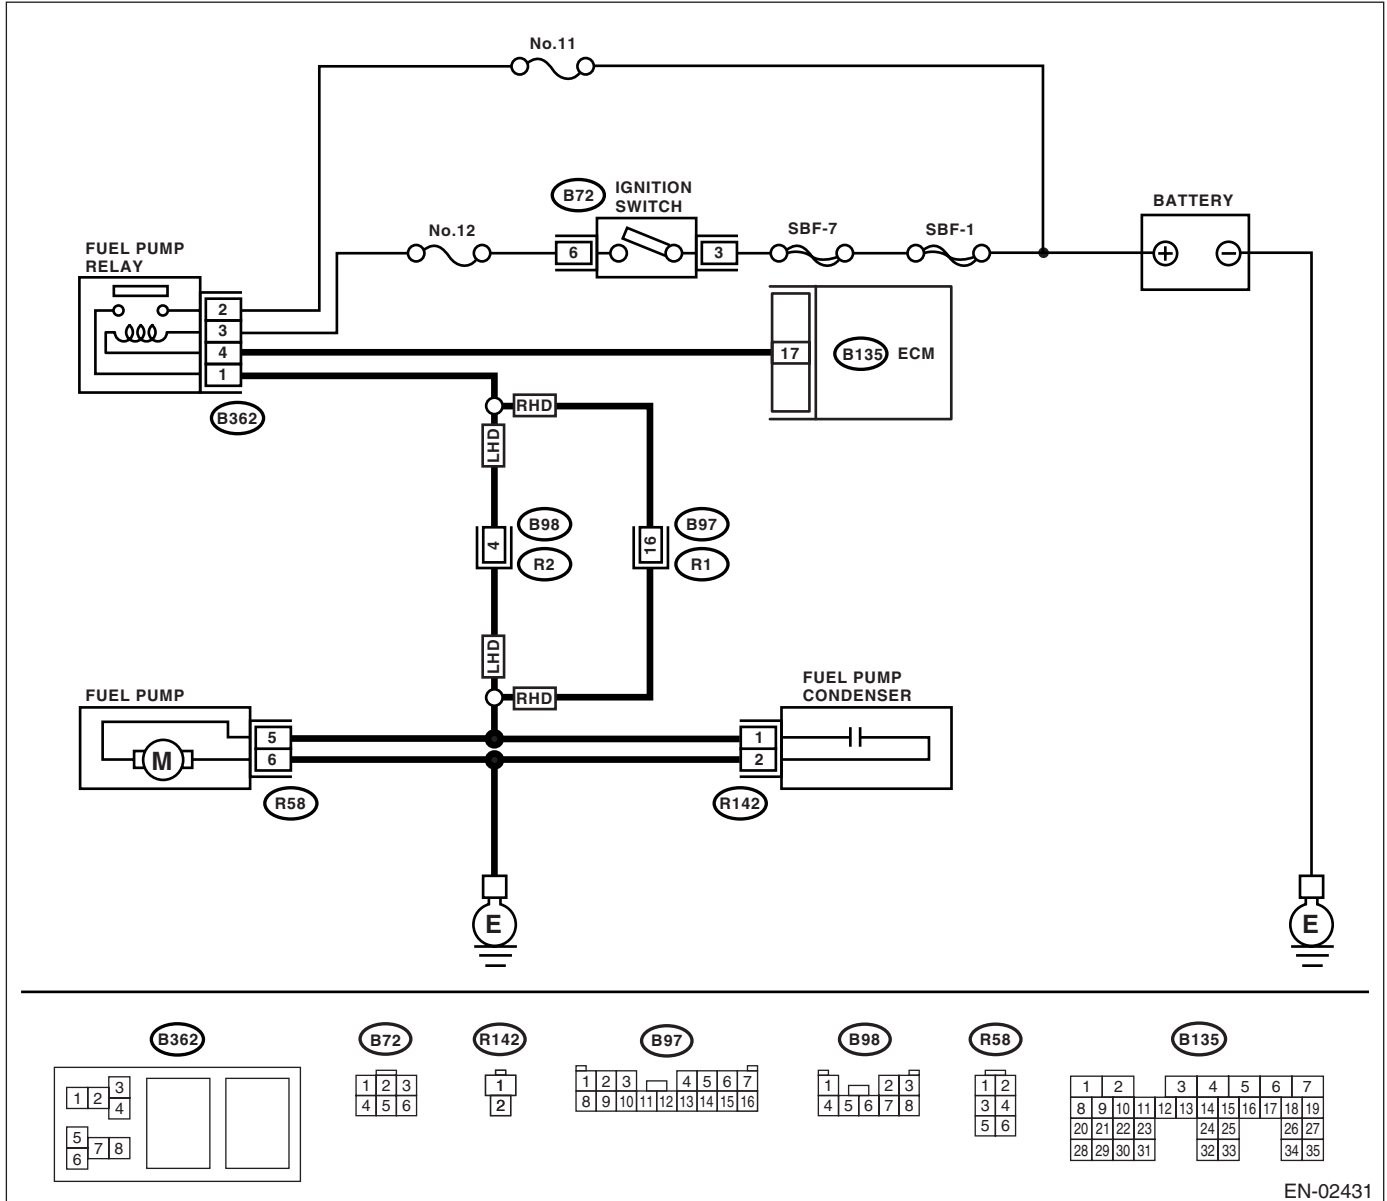 No.11
B72 IGNITION
SWITCH
No.12
6
3
SBF-7
SBF-1
BATTERY
+ −
FUEL PUMP
RELAY
2
3
4
1
B362
17
B135 ECM
RHD
LHD
4
B98
R2
16
B97
R1
LHD
RHD
FUEL PUMP
M
5
6
R58
FUEL PUMP
CONDENSER
1
2
R142
E
E
B362
1 2 3
4
5
6 7 8
B72
1 2 3
4 5 6
R142
1
2
B97
1 2 3 4 5 6 7
8 9 10 11 12 13 14 15 16
B98
1 2 3
4 5 6 7 8
R58
1 2
3 4
5 6
B135
1 2 3 4 5 6 7
8 9 10 11 12 13 14 15 16 17 18 19
20 21 22 23 24 25 26 27
28 29 30 31 32 33 34 35
EN-02431